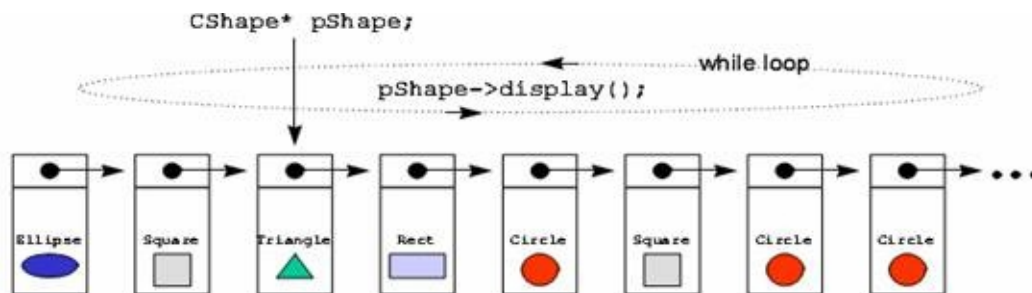 CShape* pShape;
while loop
pShape->display();
Ellipse
Square
Triangle
Rect
Circle
Square
Circle
Circle